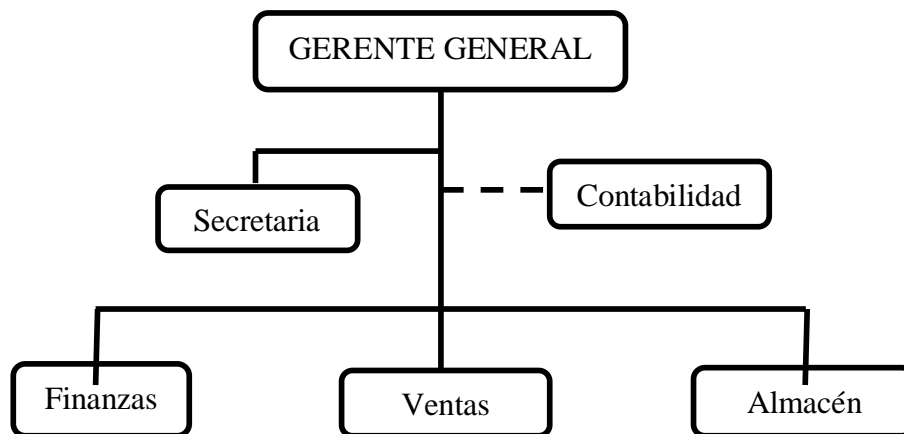 GERENTE GENERAL
Contabilidad
Secretaria
Finanzas
Ventas
Almacén